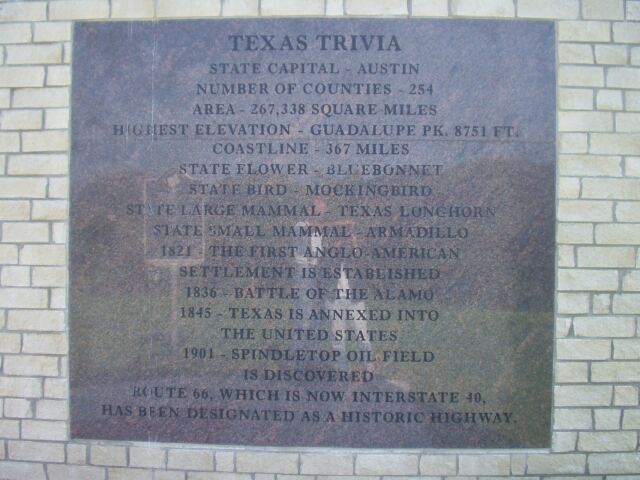 TEXAS TRIVIA
STATE CAPITAL - AUSTIN
NUMBER OF COUNTIES - 254
AREA - 267,338 SQUARE MILES
HIGHEST ELEVATION - GUADALUPE PK. 8751 FT.
COASTLINE - 367 MILES
STATE FLOWER - BLUEBONNET
STATE BIRD - MOCKINGBIRD
STATE LARGE MAMMAL - TEXAS LONGHORN
STATE SMALL MAMMAL - ARMADILLO
1821 - THE FIRST ANGLO-AMERICAN
SETTLEMENT IS ESTABLISHED
1836 - BATTLE OF THE ALAMO
1845 - TEXAS IS ANNEXED INTO
THE UNITED STATES
1901 - SPINDLETOP OIL FIELD
IS DISCOVERED
ROUTE 66, WHICH IS NOW INTERSTATE 40,
HAS BEEN DESIGNATED AS A HISTORIC HIGHWAY.